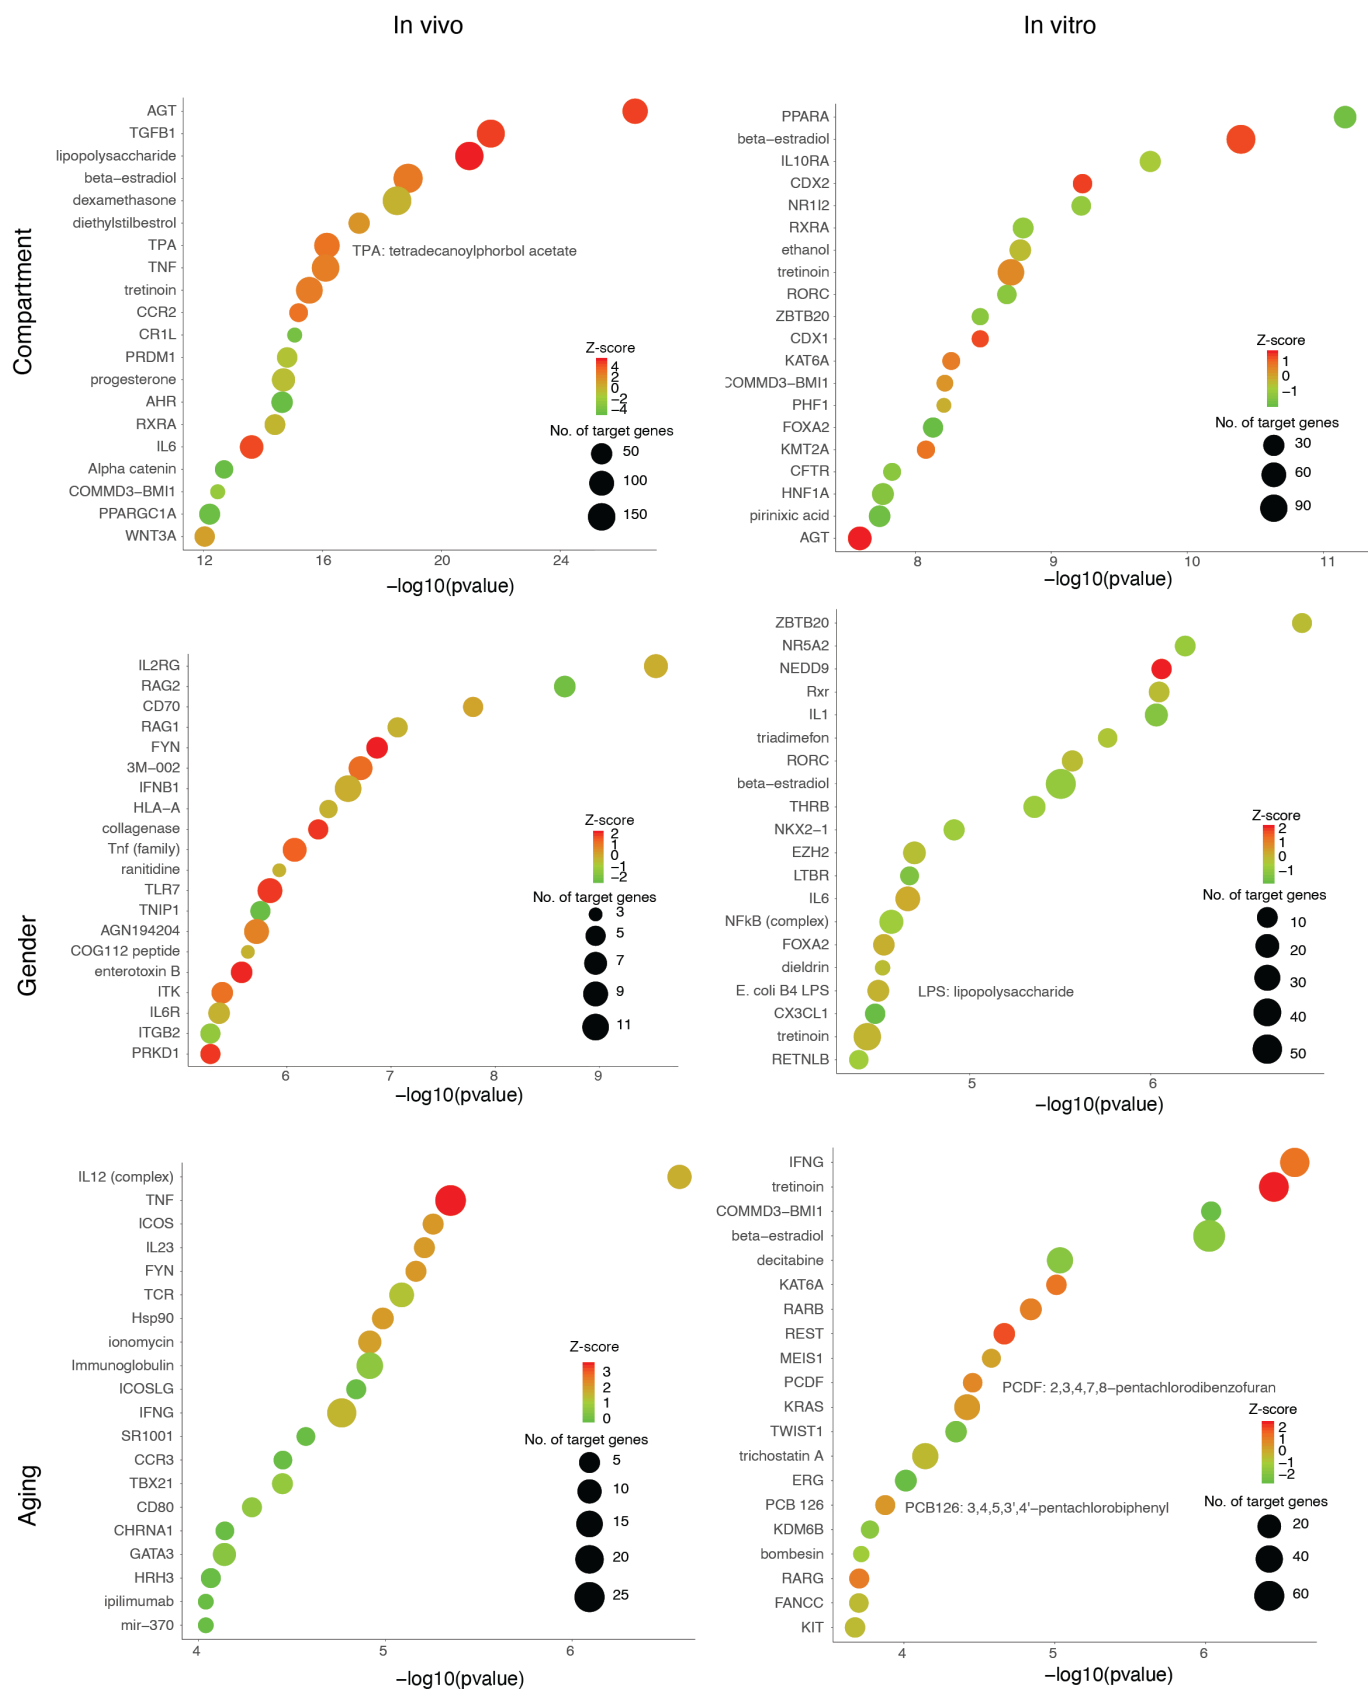 In vivo
In vitro
Compartment
AGT
TGFB1
lipopolysaccharide
beta−estradiol
dexamethasone
diethylstilbestrol
TPA
TNF
tretinoin
CCR2
CR1L
PRDM1
progesterone
AHR
RXRA
IL6
Alpha catenin
COMMD3−BMI1
PPARGC1A
WNT3A
TPA: tetradecanoylphorbol acetate
Z-score
4
2
0
−2
−4
No. of target genes
50
100
150
12 16 20 24
−log10(pvalue)
PPARA
beta−estradiol
IL10RA
CDX2
NR1I2
RXRA
ethanol
tretinoin
RORC
ZBTB20
CDX1
KAT6A
COMMD3−BMI1
PHF1
FOXA2
KMT2A
CFTR
HNF1A
pirinixic acid
AGT
Z-score
1
0
−1
No. of target genes
30
60
90
8 9 10 11
−log10(pvalue)
Gender
IL2RG
RAG2
CD70
RAG1
FYN
3M−002
IFNB1
HLA−A
collagenase
Tnf (family)
ranitidine
TLR7
TNIP1
AGN194204
COG112 peptide
enterotoxin B
ITK
IL6R
ITGB2
PRKD1
Z-score
2
1
0
−1
−2
No. of target genes
3
5
7
9
11
6 7 8 9
−log10(pvalue)
ZBTB20
NR5A2
NEDD9
Rxr
IL1
triadimefon
RORC
beta−estradiol
THRB
NKX2−1
EZH2
LTBR
IL6
NFkB (complex)
FOXA2
dieldrin
E. coli B4 LPS
CX3CL1
tretinoin
RETNLB
LPS: lipopolysaccharide
Z-score
2
1
0
−1
No. of target genes
10
20
30
40
50
5 6
−log10(pvalue)
Aging
IL12 (complex)
TNF
ICOS
IL23
FYN
TCR
Hsp90
ionomycin
Immunoglobulin
ICOSLG
IFNG
SR1001
CCR3
TBX21
CD80
CHRNA1
GATA3
HRH3
ipilimumab
mir−370
Z-score
3
2
1
0
No. of target genes
5
10
15
20
25
4 5 6
−log10(pvalue)
IFNG
tretinoin
COMMD3−BMI1
beta−estradiol
decitabine
KAT6A
RARB
REST
MEIS1
PCDF
KRAS
TWIST1
trichostatin A
ERG
PCB 126
KDM6B
bombesin
RARG
FANCC
KIT
PCDF: 2,3,4,7,8−pentachlorodibenzofuran
PCB126: 3,4,5,3',4'−pentachlorobiphenyl
Z-score
2
1
0
−1
−2
No. of target genes
20
40
60
4 5 6
−log10(pvalue)